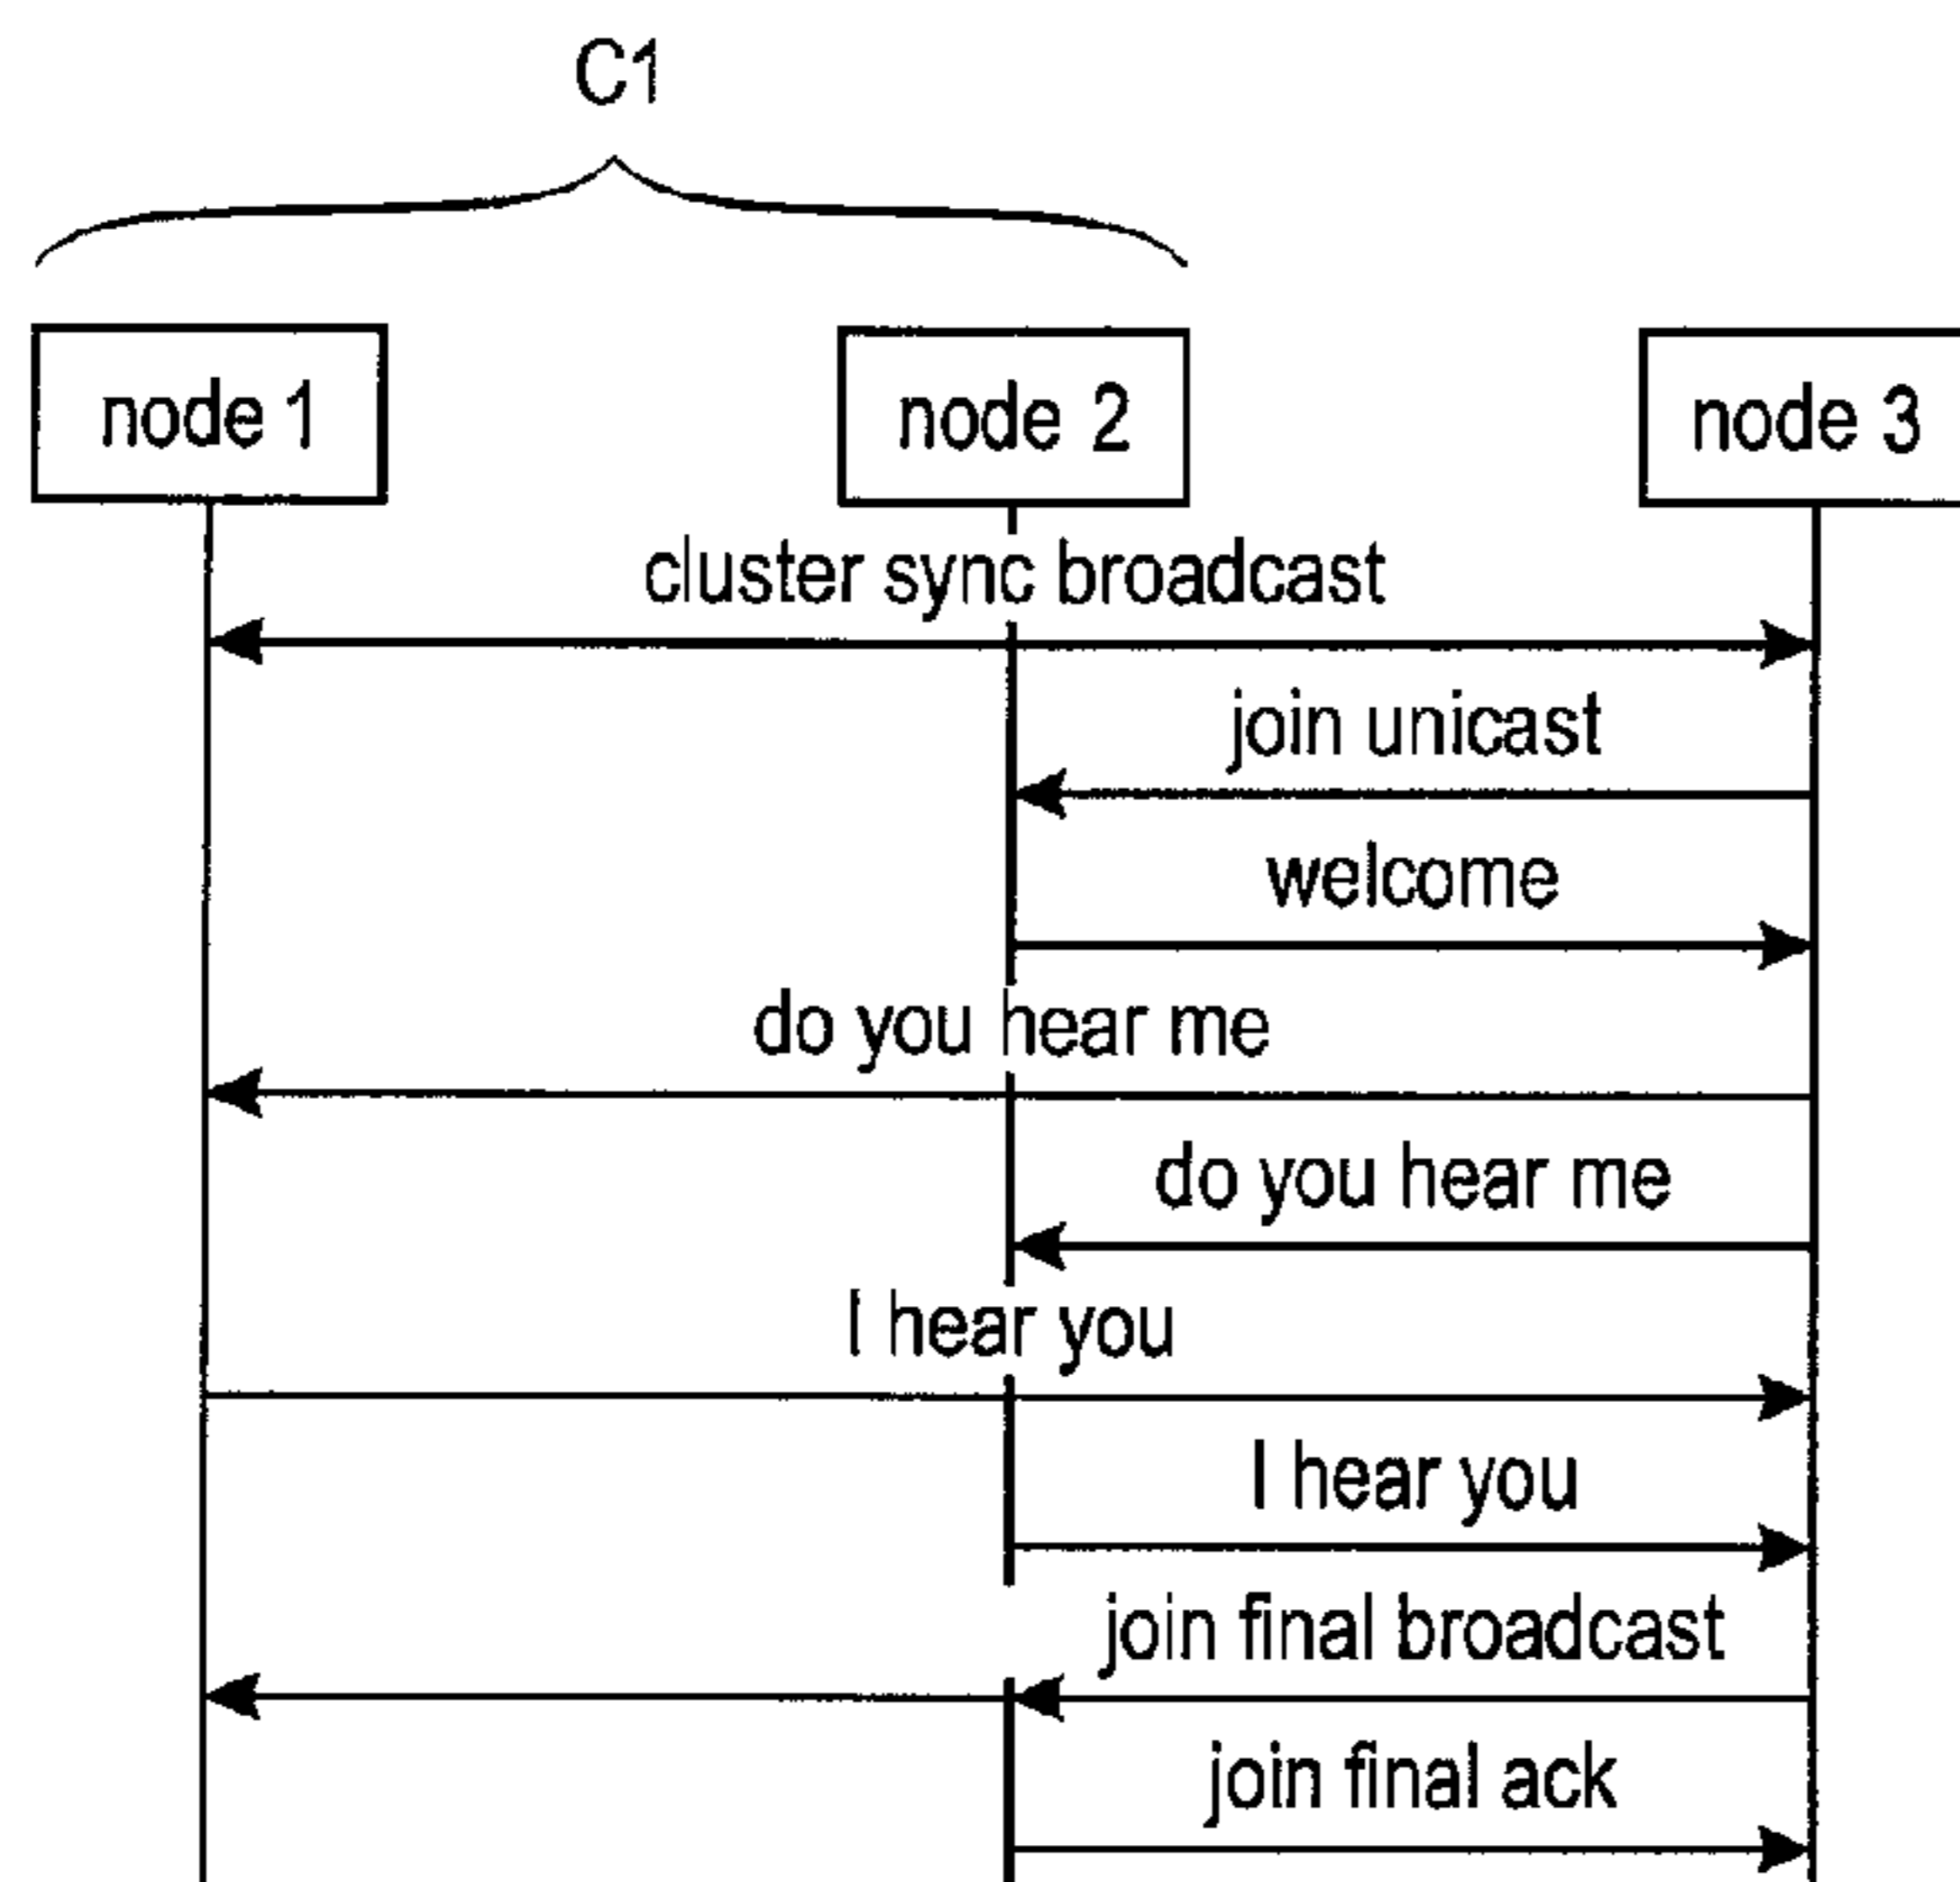 C1
node 1
node 2
node 3
cluster sync broadcast
join unicast
welcome
do you hear me
do you hear me
I hear you
I hear you
join final broadcast
join final ack